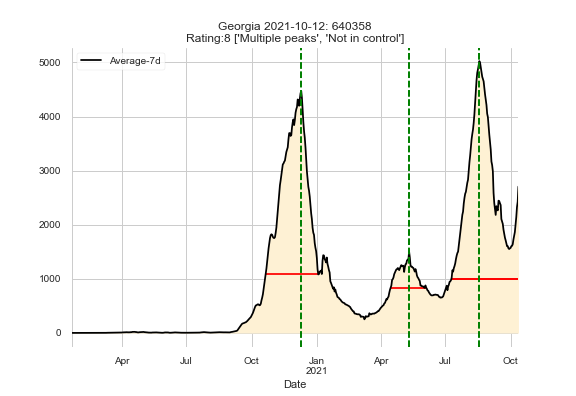 Georgia 2021-10-12: 640358
Rating:8 ['Multiple peaks', 'Not in control']
Average-7d
5000
4000
3000
2000
1000
0
Apr
Jul
Oct
Jan
2021
Apr
Jul
Oct
Date